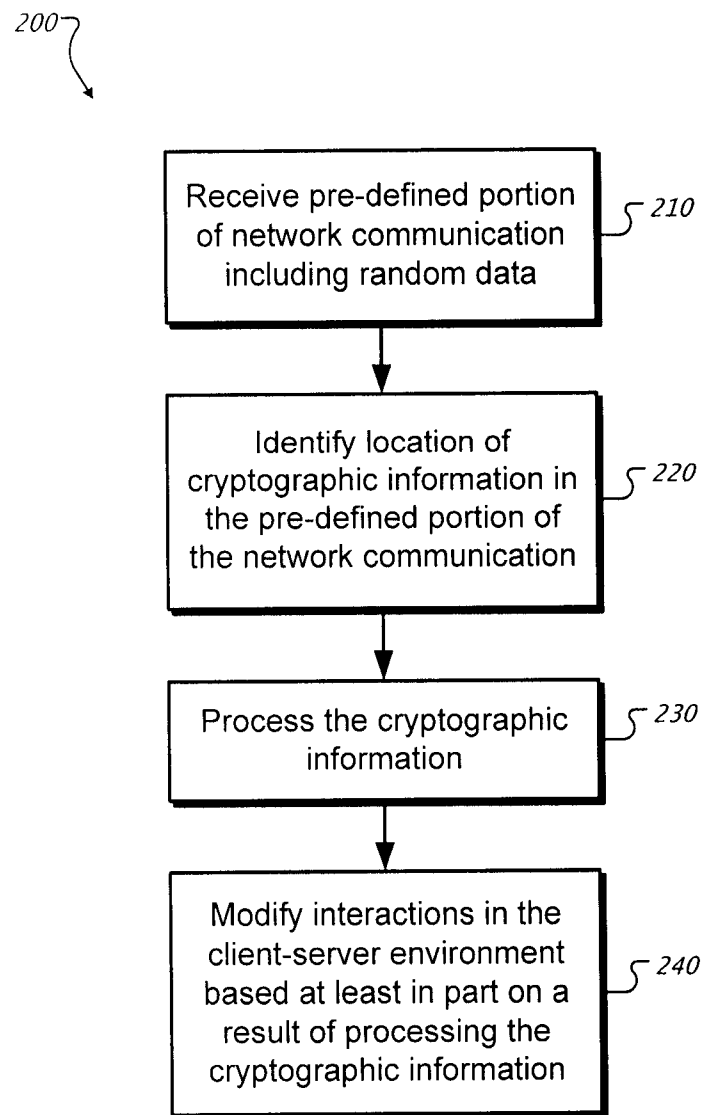 200
Receive pre-defined portion
of network communication
including random data
210
Identify location of
cryptographic information in
the pre-defined portion of
the network communication
220
Process the cryptographic
information
230
Modify interactions in the
client-server environment
based at least in part on a
result of processing the
cryptographic information
240